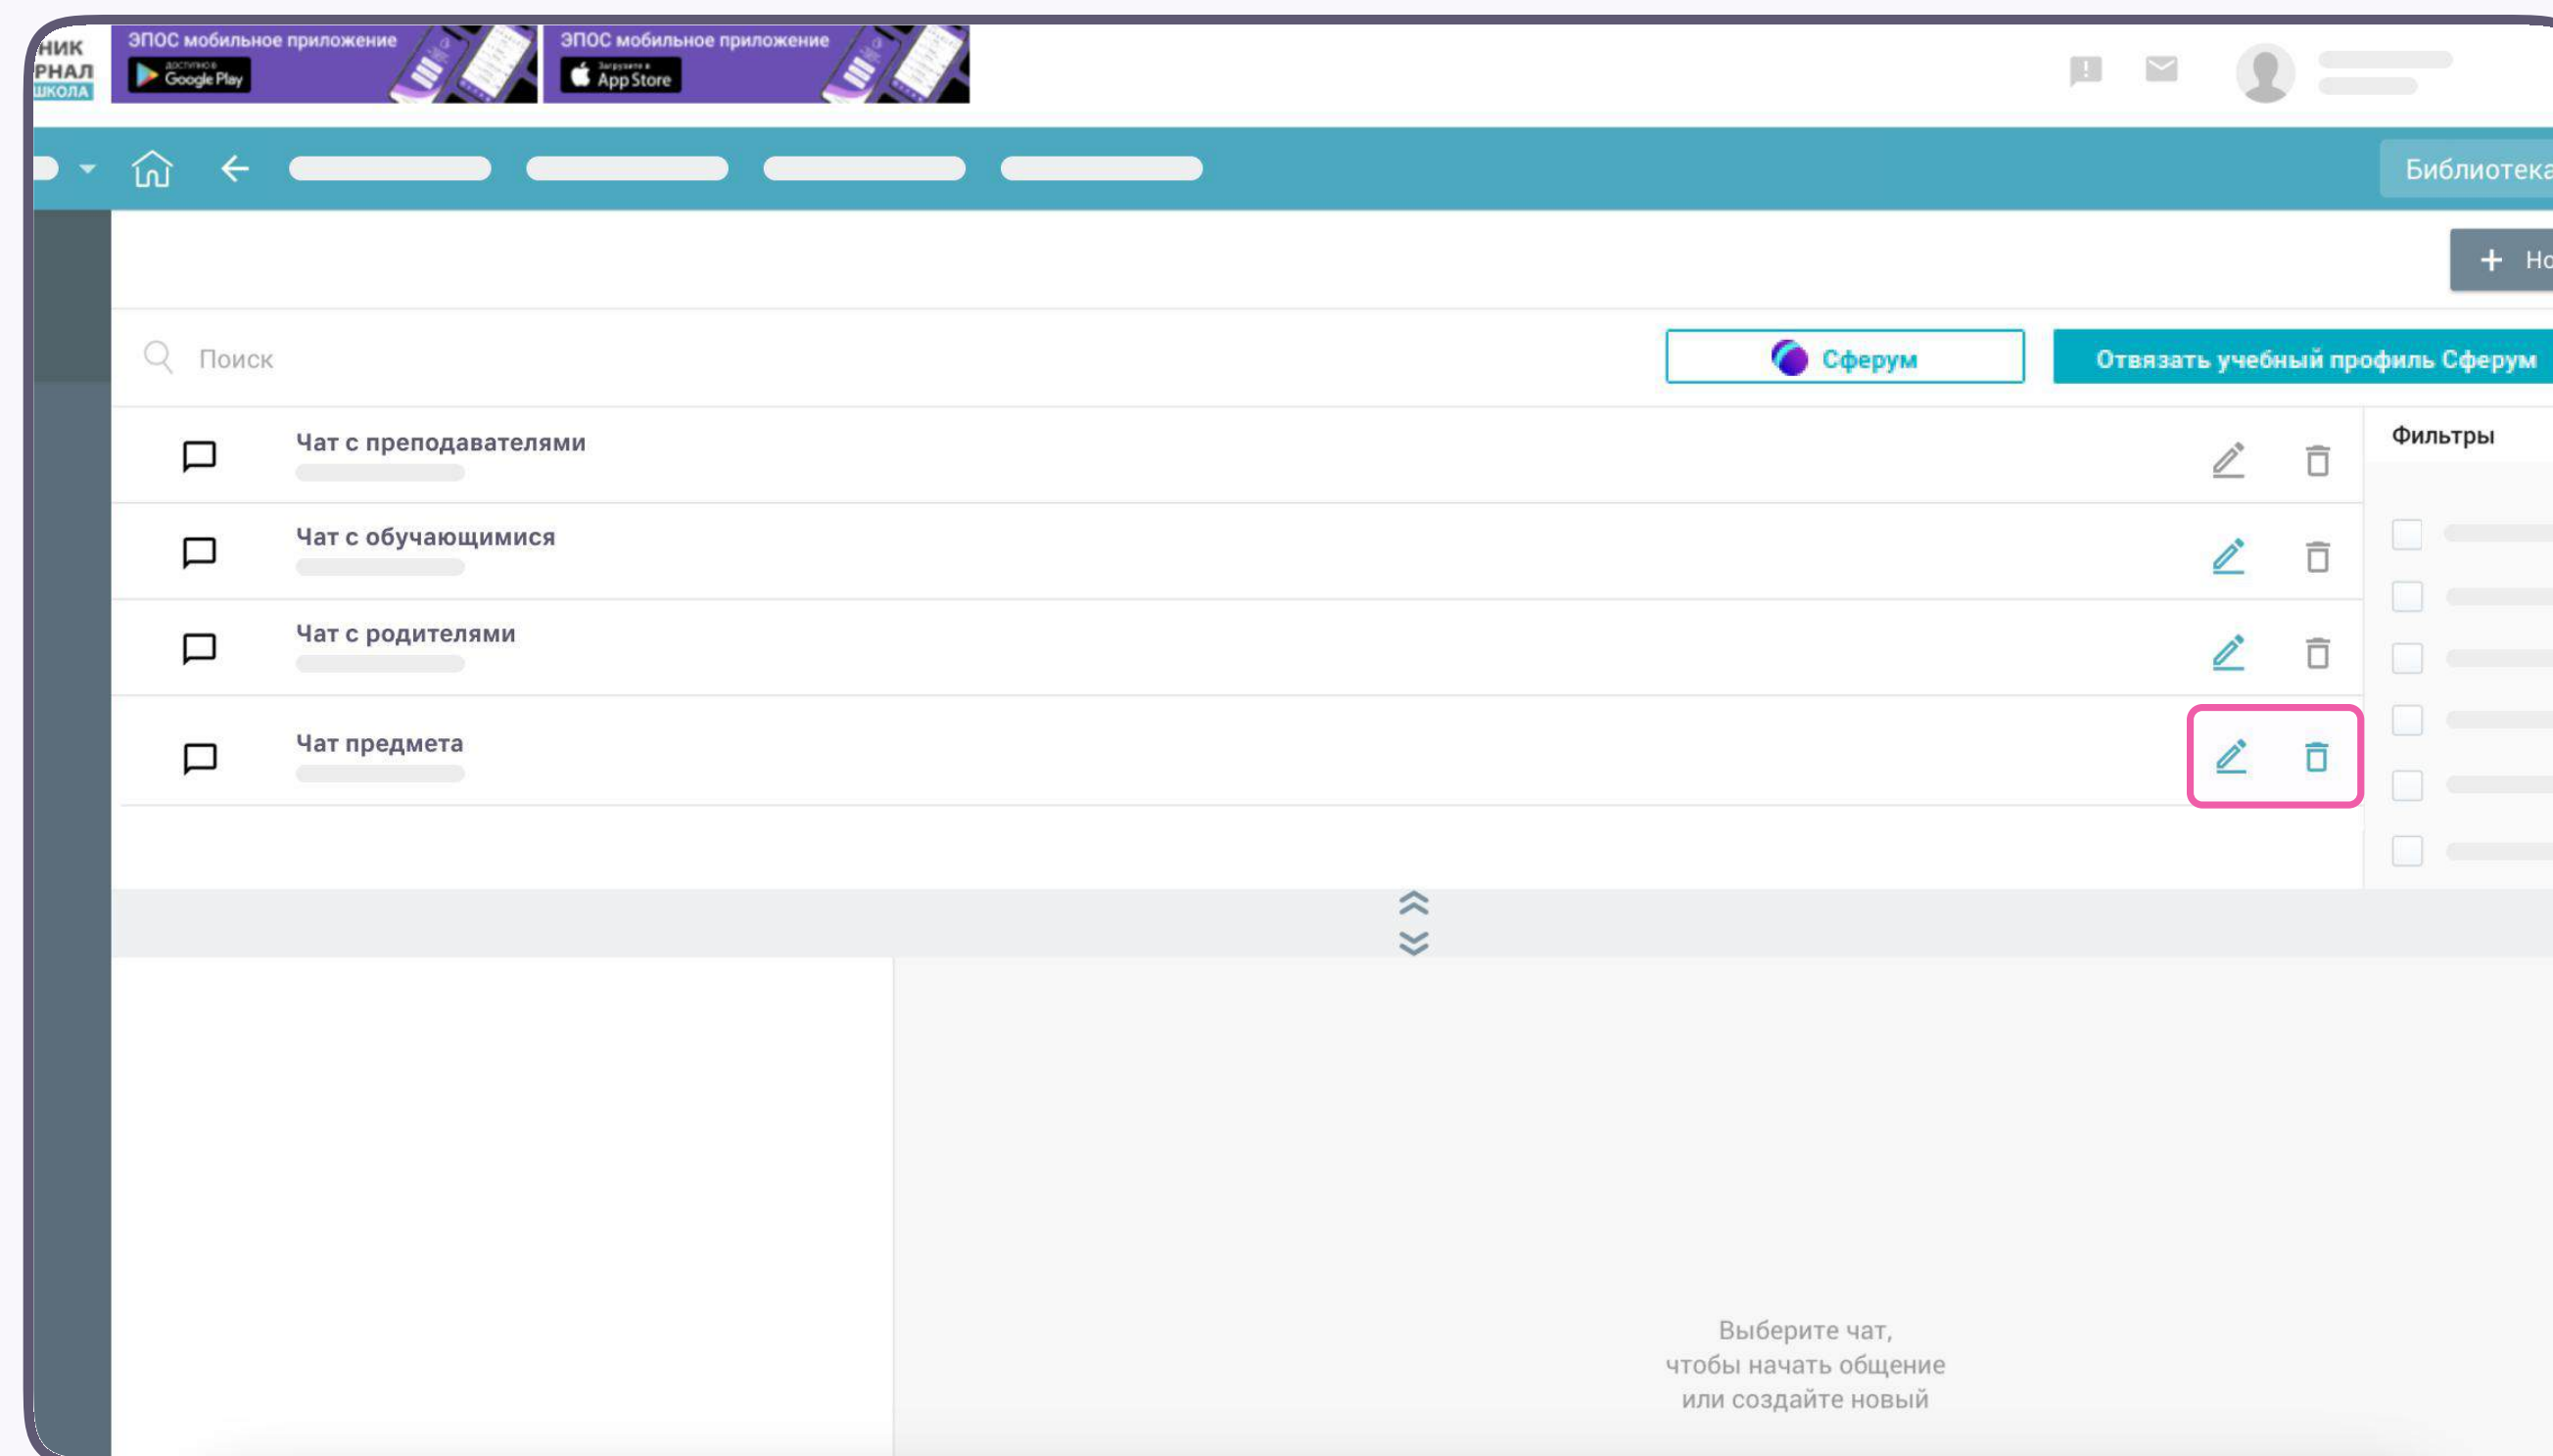 НИК
РНАЛ
ШКОЛА
ЭПОС мобильное приложение
ДОСТУПНО В
Google Play
ЭПОС мобильное приложение
Загрузите в
App Store
Библиотека
+ Но
Поиск
Сферум
Отвязать учебный профиль Сферум
Чат с преподавателями
Фильтры
Чат с обучающимися
Чат с родителями
Чат предмета
Выберите чат,
чтобы начать общение
или создайте новый